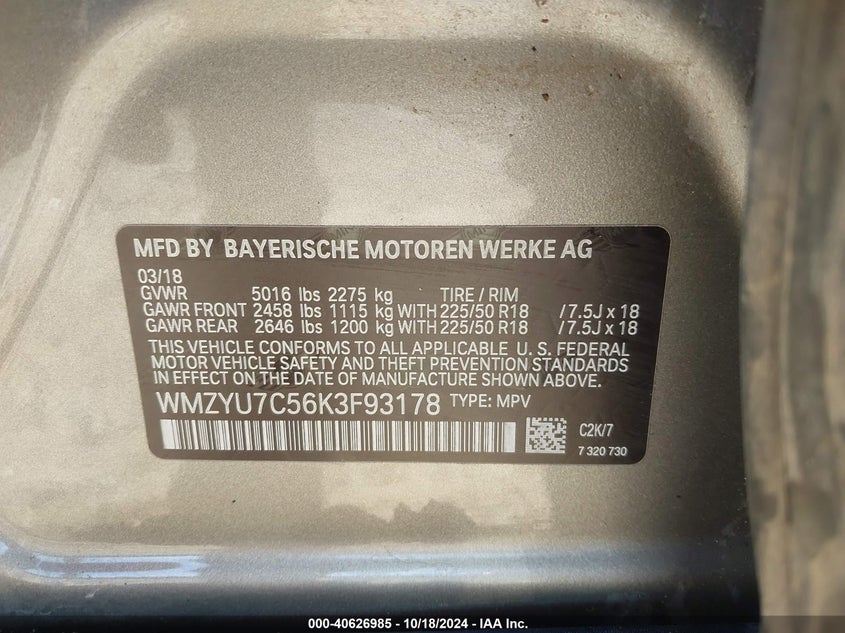 MFD BY BAYERISCHE MOTOREN WERKE AG
03/18
GVWR 5016 lbs 2275 kg TIRE / RIM
GAWR FRONT 2458 lbs 1115 kg WITH 225/50 R18 /7.5J x 18
GAWR REAR 2646 lbs 1200 kg WITH 225/50 R18 /7.5J x 18
THIS VEHICLE CONFORMS TO ALL APPLICABLE U. S. FEDERAL
MOTOR VEHICLE SAFETY AND THEFT PREVENTION STANDARDS
IN EFFECT ON THE DATE OF MANUFACTURE SHOWN ABOVE.
WMZYU7C56K3F93178 TYPE: MPV
C2K/7
7 320 730
000-40626985 - 10/18/2024 - IAA Inc.